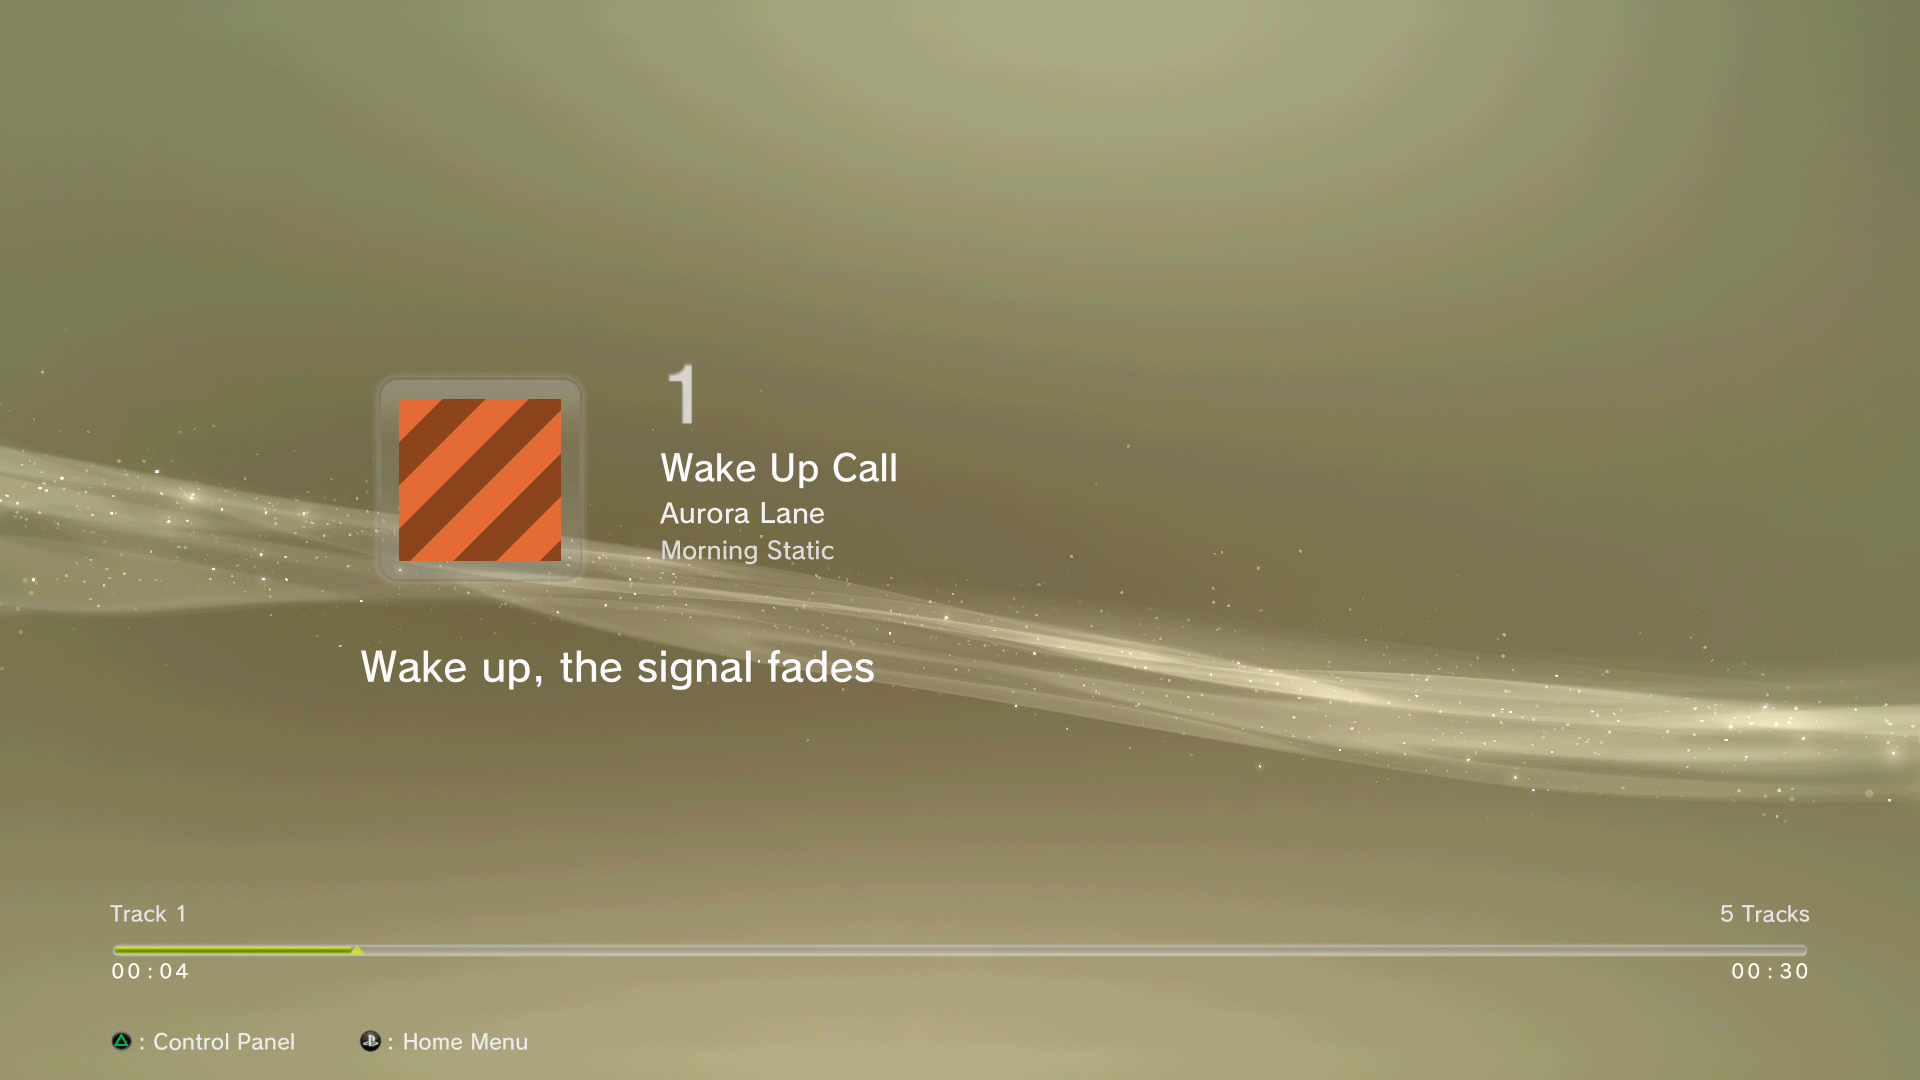 1
Wake Up Call
Aurora Lane
Morning Static
Wake up, the signal fades
Track 1
5 Tracks
00:04
00:30
: Control Panel
: Home Menu